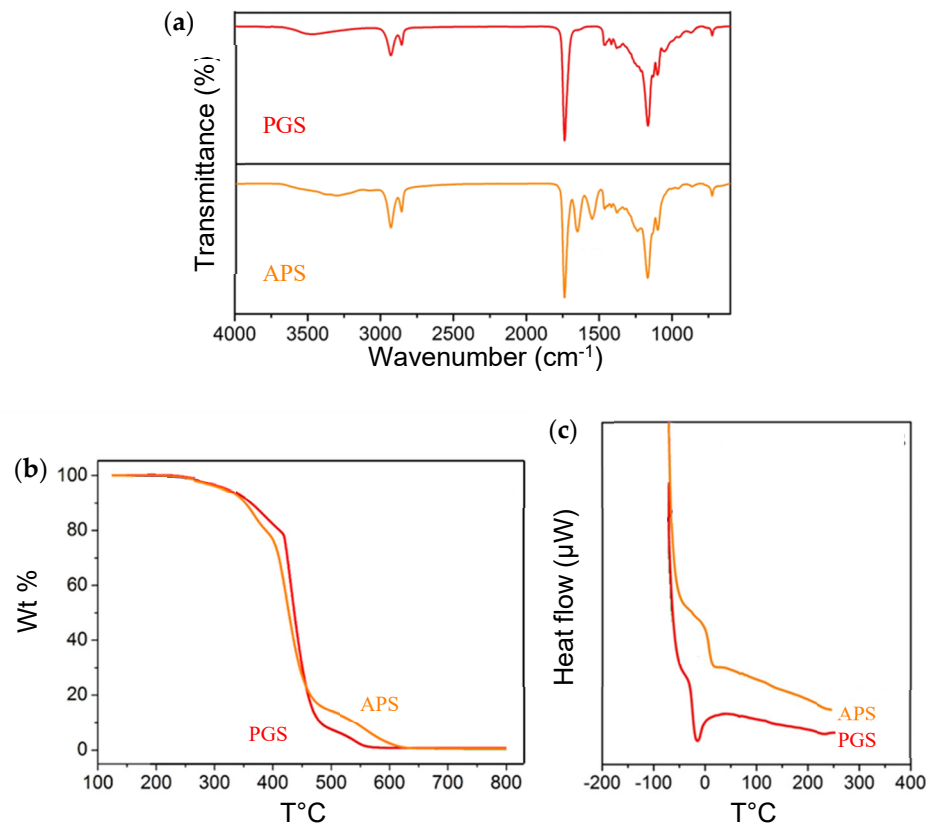 (a)
Transmittance (%)
PGS
APS
4000 3500 3000 2500 2000 1500 1000
Wavenumber (cm-1)
(b)
Wt %
100
80
60
40
20
0
APS
PGS
100 200 300 400 500 600 700 800
T°C
(c)
Heat flow (µW)
APS
PGS
-200 -100 0 100 200 300 400
T°C